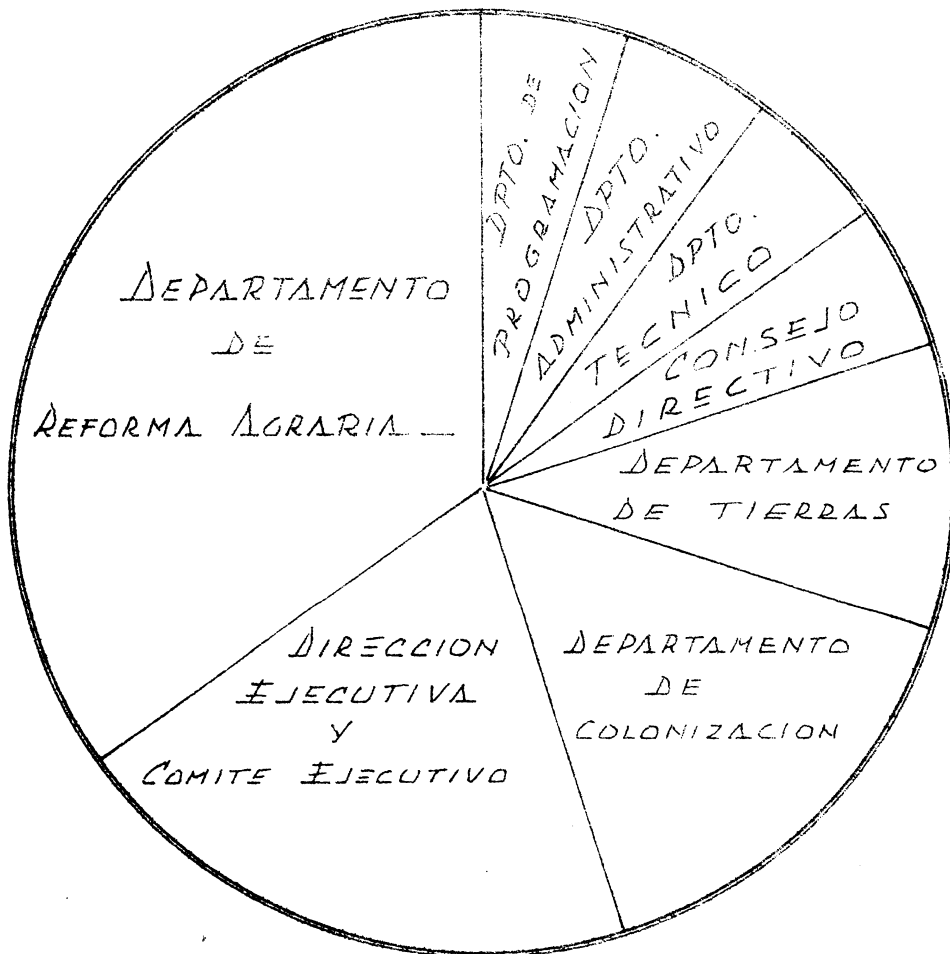 DPTO. DE
PROGRAMACION
DPTO.
ADMINISTRATIVO
DPTO.
TECNICO
CONSEJO
DIRECTIVO
DEPARTAMENTO
DE TIERRAS
DEPARTAMENTO
DE
COLONIZACION
DIRECCION
EJECUTIVA
Y
COMITE EJECUTIVO
DEPARTAMENTO
DE
REFORMA AGRARIA —